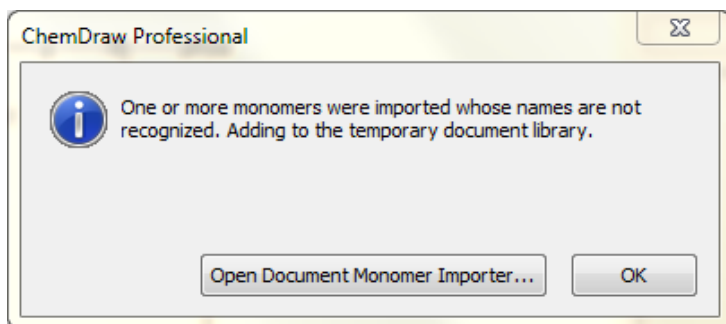 ChemDraw Professional
One or more monomers were imported whose names are not
recognized. Adding to the temporary document library.
Open Document Monomer Importer...
OK